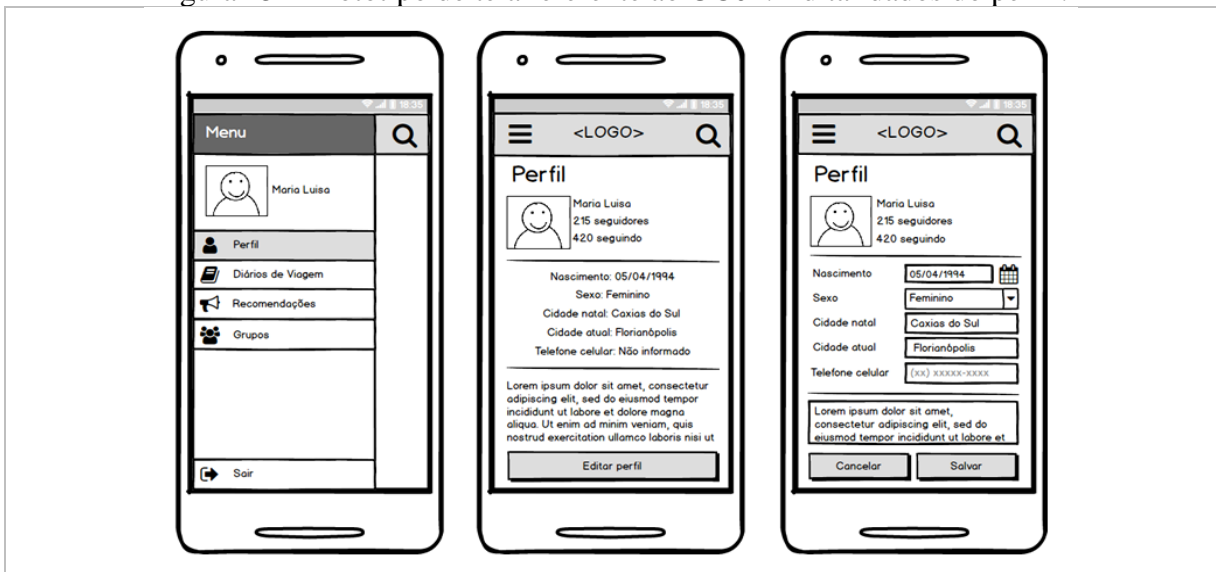 18:35
Menu
Maria Luisa
Perfil
Diários de Viagem
Recomendações
Grupos
Sair
18:35
<LOGO>
Perfil
Maria Luisa
215 seguidores
420 seguindo
Nascimento: 05/04/1994
Sexo: Feminino
Cidade natal: Caxias do Sul
Cidade atual: Florianópolis
Telefone celular: Não informado
Lorem ipsum dolor sit amet, consectetur
adipiscing elit, sed do eiusmod tempor
incididunt ut labore et dolore magna
aliqua. Ut enim ad minim veniam, quis
nostrud exercitation ullamco laboris nisi ut
Editar perfil
18:35
<LOGO>
Perfil
Maria Luisa
215 seguidores
420 seguindo
Nascimento 05/04/1994
Sexo Feminino
Cidade natal Caxias do Sul
Cidade atual Florianópolis
Telefone celular (xx) xxxxx-xxxx
Lorem ipsum dolor sit amet,
consectetur adipiscing elit, sed do
eiusmod tempor incididunt ut labore et
Cancelar Salvar